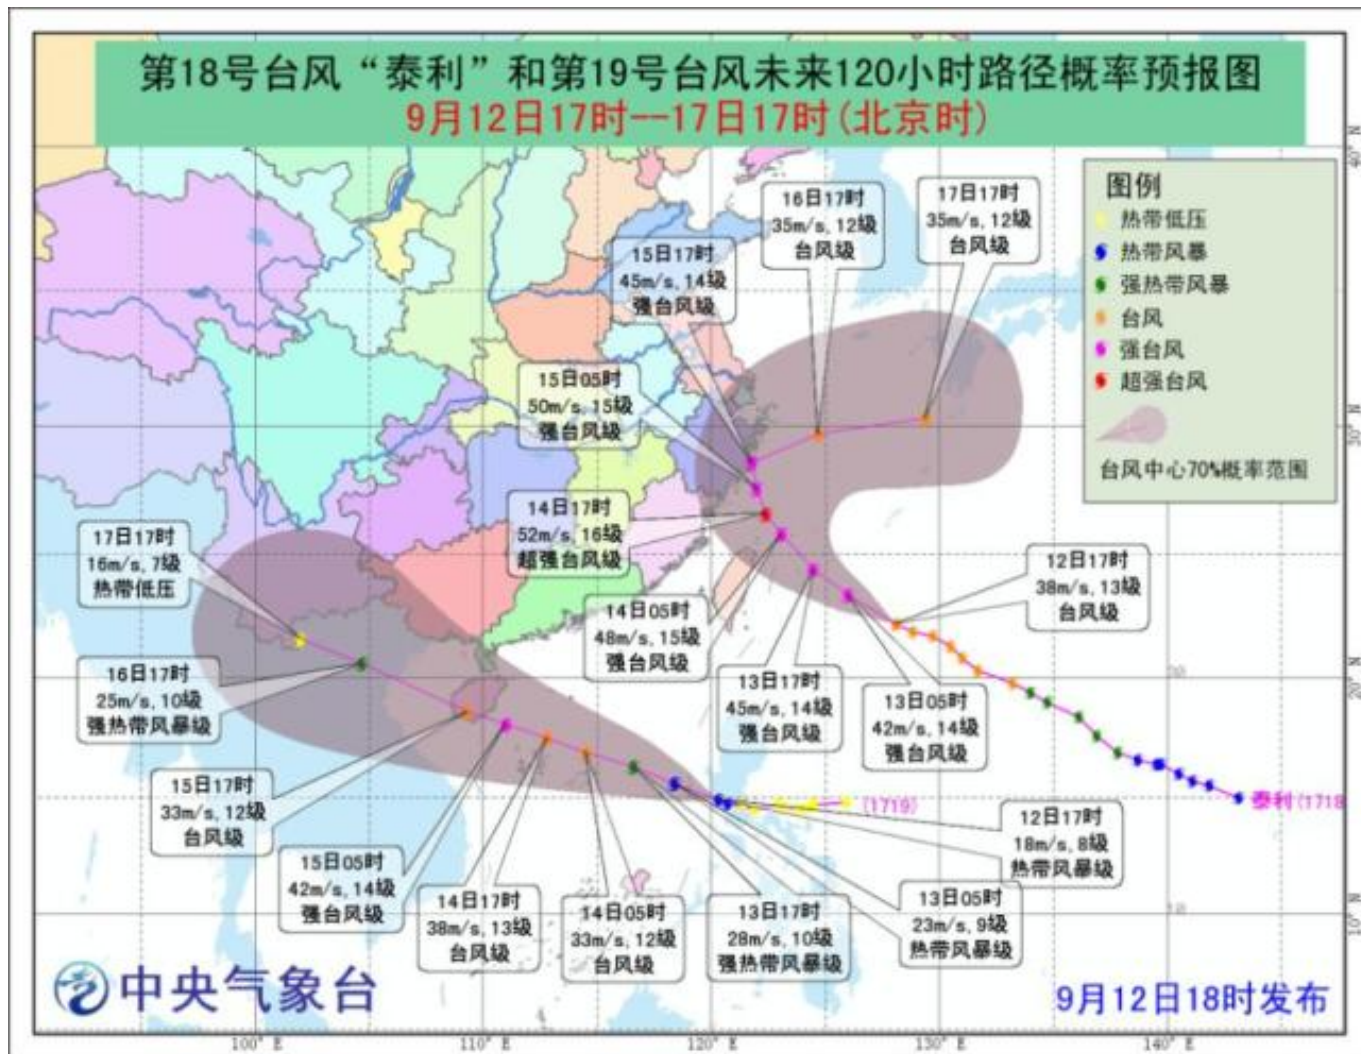 第18号台风“泰利”和第19号台风未来120小时路径概率预报图
9月12日17时--17日17时(北京时)
图例
热带低压
热带风暴
强热带风暴
台风
强台风
超强台风
台风中心70%概率范围
16日17时
35m/s,12级
台风级
17日17时
35m/s,12级
台风级
15日17时
45m/s,14级
强台风级
15日05时
50m/s,15级
强台风级
14日17时
52m/s,16级
超强台风级
14日05时
48m/s,15级
强台风级
13日17时
45m/s,14级
强台风级
13日05时
42m/s,14级
强台风级
12日17时
38m/s,13级
台风级
泰利(1718
17日17时
16m/s,7级
热带低压
16日17时
25m/s,10级
强热带风暴级
15日17时
33m/s,12级
台风级
15日05时
42m/s,14级
强台风级
14日17时
38m/s,13级
台风级
14日05时
33m/s,12级
台风级
13日17时
28m/s,10级
强热带风暴级
13日05时
23m/s,9级
热带风暴级
12日17时
18m/s,8级
热带风暴级
(1719)
40°N
30°N
20°N
10°N
30
20
10
中央气象台
9月12日18时发布
100°E
110°E
120°E
130°E
140°E